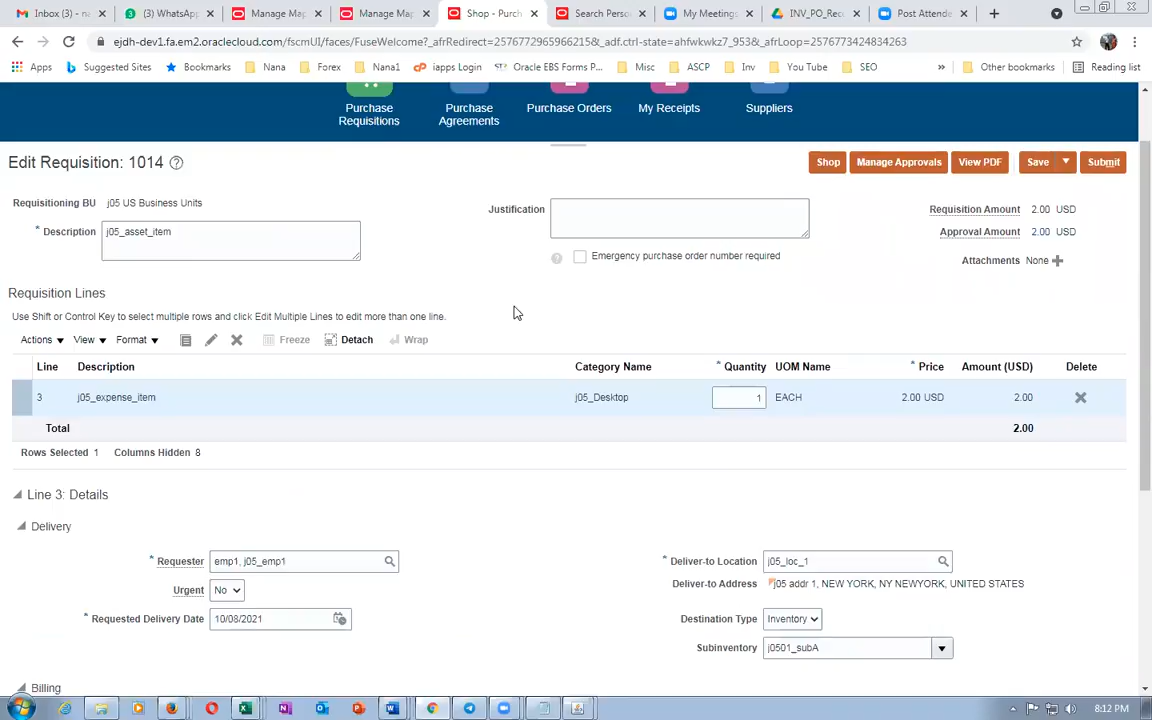 Inbox (3) - n
(3) WhatsApp
Manage Map
Manage Map
Shop - Purch
Search Perso
My Meetings
INV_PO_Rec
Post Attende
ejdh-dev1.fa.em2.oraclecloud.com/fscmUI/faces/FuseWelcome?_afrRedirect=2576772965966215&_adf.ctrl-state=ahfwkwkz7_953&_afrLoop=2576773424834263
Apps
Suggested Sites
Bookmarks
Nana
Forex
Nana1
iapps Login
Oracle EBS Forms P...
Misc
ASCP
Inv
You Tube
SEO
»
Other bookmarks
Reading list
Purchase
Requisitions
Purchase
Agreements
Purchase Orders
My Receipts
Suppliers
Edit Requisition: 1014
Shop
Manage Approvals
View PDF
Save
Submit
Requisitioning BU j05 US Business Units
* Description j05_asset_item
Justification
Emergency purchase order number required
Requisition Amount 2.00 USD
Approval Amount 2.00 USD
Attachments None
Requisition Lines
Use Shift or Control Key to select multiple rows and click Edit Multiple Lines to edit more than one line.
Actions View Format Freeze Detach Wrap
Line Description Category Name * Quantity UOM Name * Price Amount (USD) Delete
3 j05_expense_item j05_Desktop 1 EACH 2.00 USD 2.00
Total 2.00
Rows Selected 1 Columns Hidden 8
Line 3: Details
Delivery
* Requester emp1, j05_emp1
Urgent No
* Requested Delivery Date 10/08/2021
* Deliver-to Location j05_loc_1
Deliver-to Address j05 addr 1, NEW YORK, NY NEWYORK, UNITED STATES
Destination Type Inventory
Subinventory j0501_subA
Billing
8:12 PM